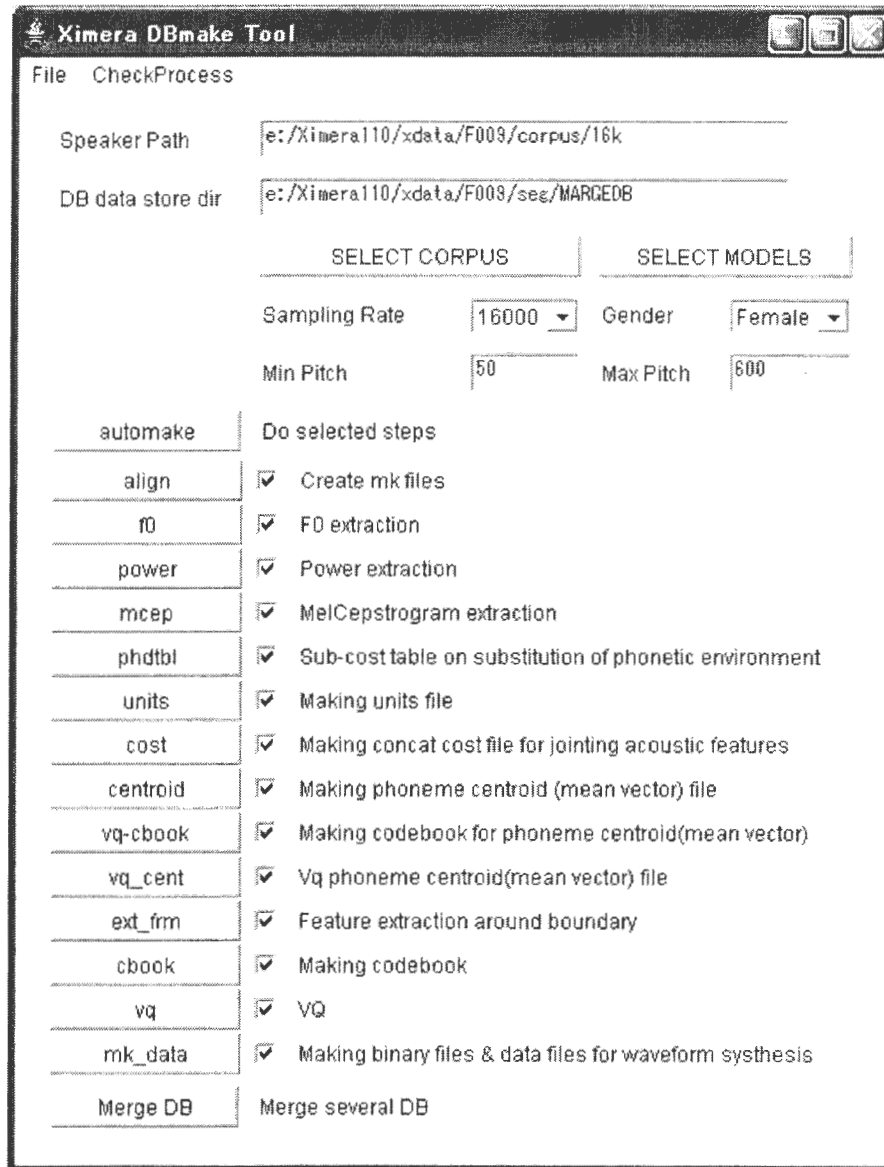 Ximera DBmake Tool
File CheckProcess
Speaker Path e:/Ximera110/xdata/F009/corpus/16k
DB data store dir e:/Ximera110/xdata/F009/seg/MARGEDB
SELECT CORPUS SELECT MODELS
Sampling Rate 16000 Gender Female
Min Pitch 50 Max Pitch 600
automake Do selected steps
align Create mk files
f0 F0 extraction
power Power extraction
mcep MelCepstrogram extraction
phdtbl Sub-cost table on substitution of phonetic environment
units Making units file
cost Making concat cost file for jointing acoustic features
centroid Making phoneme centroid (mean vector) file
vq-cbook Making codebook for phoneme centroid(mean vector)
vq_cent Vq phoneme centroid(mean vector) file
ext_frm Feature extraction around boundary
cbook Making codebook
vq VQ
mk_data Making binary files & data files for waveform systhesis
Merge DB Merge several DB